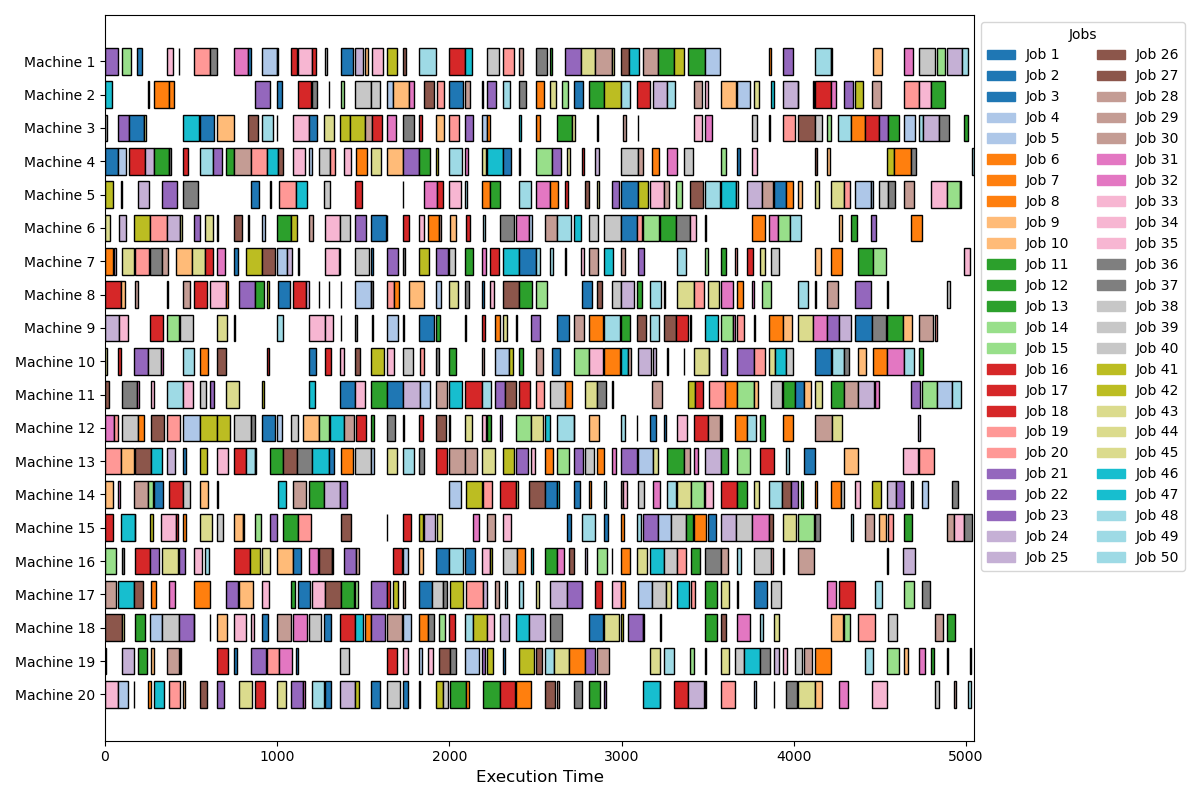 Machine 1
Machine 2
Machine 3
Machine 4
Machine 5
Machine 6
Machine 7
Machine 8
Machine 9
Machine 10
Machine 11
Machine 12
Machine 13
Machine 14
Machine 15
Machine 16
Machine 17
Machine 18
Machine 19
Machine 20
0 1000 2000 3000 4000 5000
Execution Time
Jobs
Job 1 Job 26
Job 2 Job 27
Job 3 Job 28
Job 4 Job 29
Job 5 Job 30
Job 6 Job 31
Job 7 Job 32
Job 8 Job 33
Job 9 Job 34
Job 10 Job 35
Job 11 Job 36
Job 12 Job 37
Job 13 Job 38
Job 14 Job 39
Job 15 Job 40
Job 16 Job 41
Job 17 Job 42
Job 18 Job 43
Job 19 Job 44
Job 20 Job 45
Job 21 Job 46
Job 22 Job 47
Job 23 Job 48
Job 24 Job 49
Job 25 Job 50